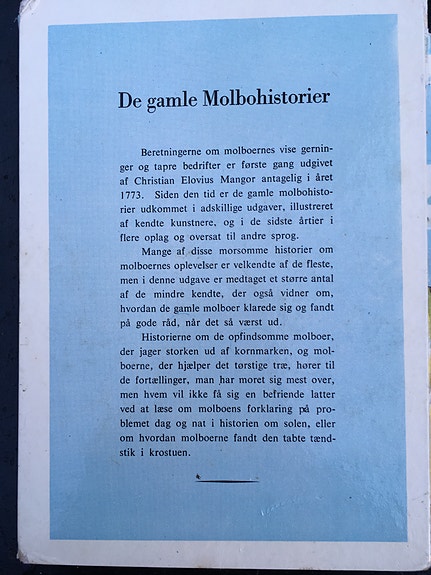 De gamle Molbohistorier
Beretningerne om molboernes vise gernin-
ger og tapre bedrifter er første gang udgivet
af Christian Elovius Mangor antagelig i året
1773. Siden den tid er de gamle molbohisto-
rier udkommet i adskillige udgaver, illustreret
af kendte kunstnere, og i de sidste årtier i
flere oplag og oversat til andre sprog.
Mange af disse morsomme historier om
molboernes oplevelser er velkendte af de fleste,
men i denne udgave er medtaget et større antal
af de mindre kendte, der også vidner om,
hvordan de gamle molboer klarede sig og fandt
på gode råd, når det så værst ud.
Historierne om de opfindsomme molboer,
der jager storken ud af kornmarken, og mol-
boerne, der hjælper det tørstige træ, hører til
de fortællinger, man har moret sig mest over,
men hvem vil ikke få sig en befriende latter
ved at læse om molboens forklaring på pro-
blemet dag og nat i historien om solen, eller
om hvordan molboerne fandt den tabte tænd-
stik i krostuen.